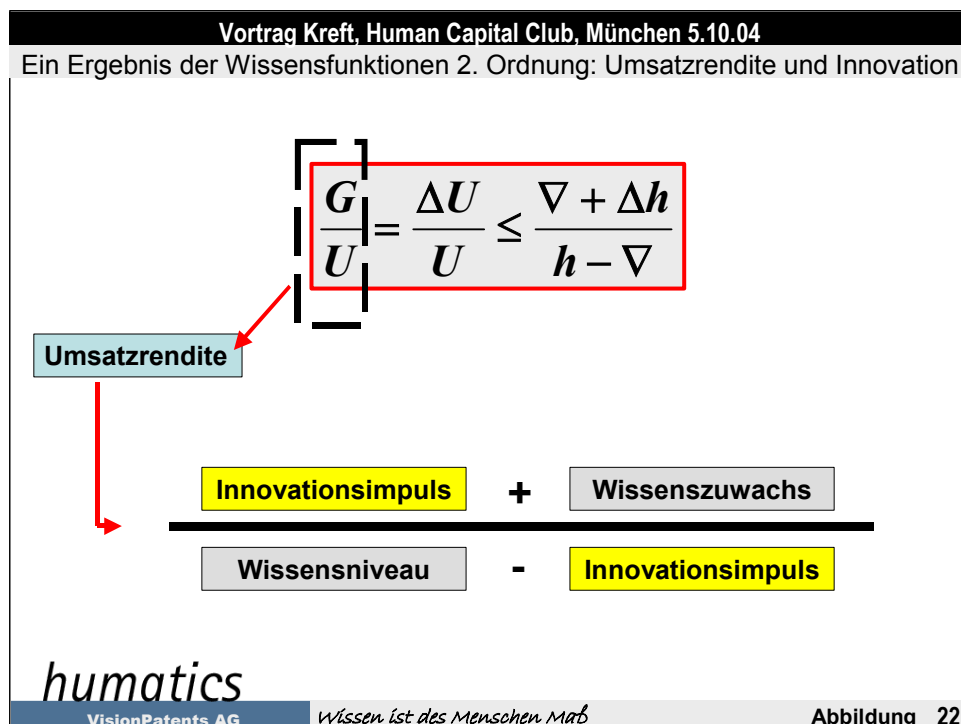 Vortrag Kreft, Human Capital Club, München 5.10.04
Ein Ergebnis der Wissensfunktionen 2. Ordnung: Umsatzrendite und Innovation
G/U = ΔU/U ≤ (∇ + Δh)/(h − ∇)
Umsatzrendite
Innovationsimpuls + Wissenszuwachs
Wissensniveau - Innovationsimpuls
humatics
VisionPatents AG Wissen ist des Menschen Maß Abbildung 22